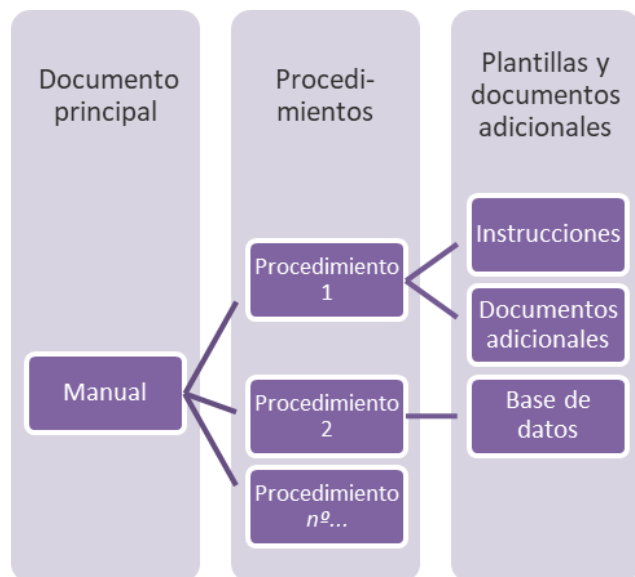 Documento
principal
Procedi-
mientos
Plantillas y
documentos
adicionales
Manual
Procedimiento
1
Procedimiento
2
Procedimiento
nº...
Instrucciones
Documentos
adicionales
Base de
datos